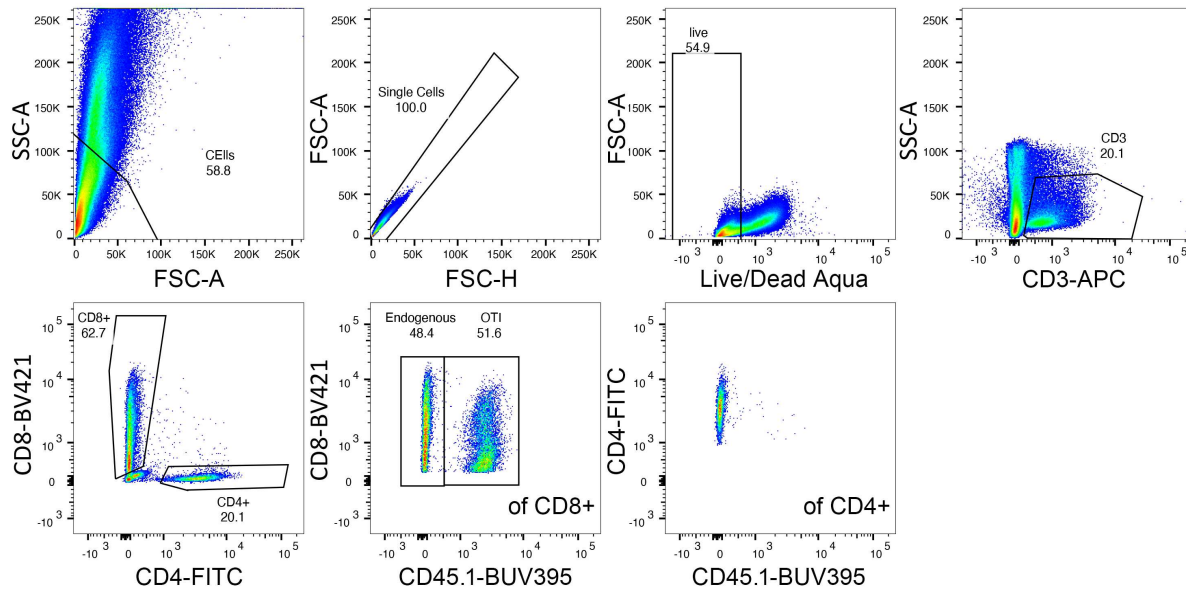 SSC-A
250K
200K
150K
100K
50K
0
CElls
58.8
0 50K 100K 150K 200K 250K
FSC-A
FSC-A
250K
200K
150K
100K
50K
0
Single Cells
100.0
0 50K 100K 150K 200K 250K
FSC-H
FSC-A
250K
200K
150K
100K
50K
0
live
54.9
-10 3 0 10 3 10 4 10 5
Live/Dead Aqua
SSC-A
250K
200K
150K
100K
50K
0
CD3
20.1
-10 3 0 10 3 10 4 10 5
CD3-APC
CD8-BV421
10 5
10 4
10 3
0
-10 3
CD8+
62.7
CD4+
20.1
-10 3 0 10 3 10 4 10 5
CD4-FITC
CD8-BV421
10 5
10 4
10 3
0
-10 3
Endogenous OTI
48.4 51.6
of CD8+
-10 3 0 10 3 10 4 10 5
CD45.1-BUV395
CD4-FITC
10 5
10 4
10 3
0
-10 3
of CD4+
-10 3 0 10 3 10 4 10 5
CD45.1-BUV395